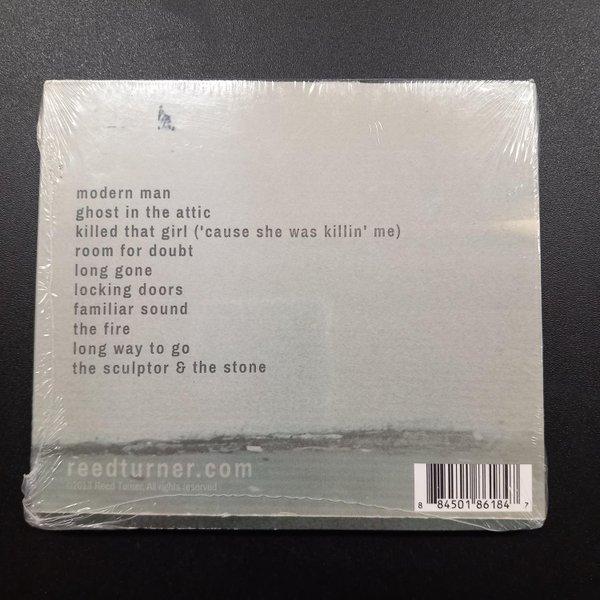 modern man
ghost in the attic
killed that girl ('cause she was killin' me)
room for doubt
long gone
locking doors
familiar sound
the fire
long way to go
the sculptor & the stone
reedturner.com
©2013 Reed Turner, All rights reserved
8 84501 86184 7